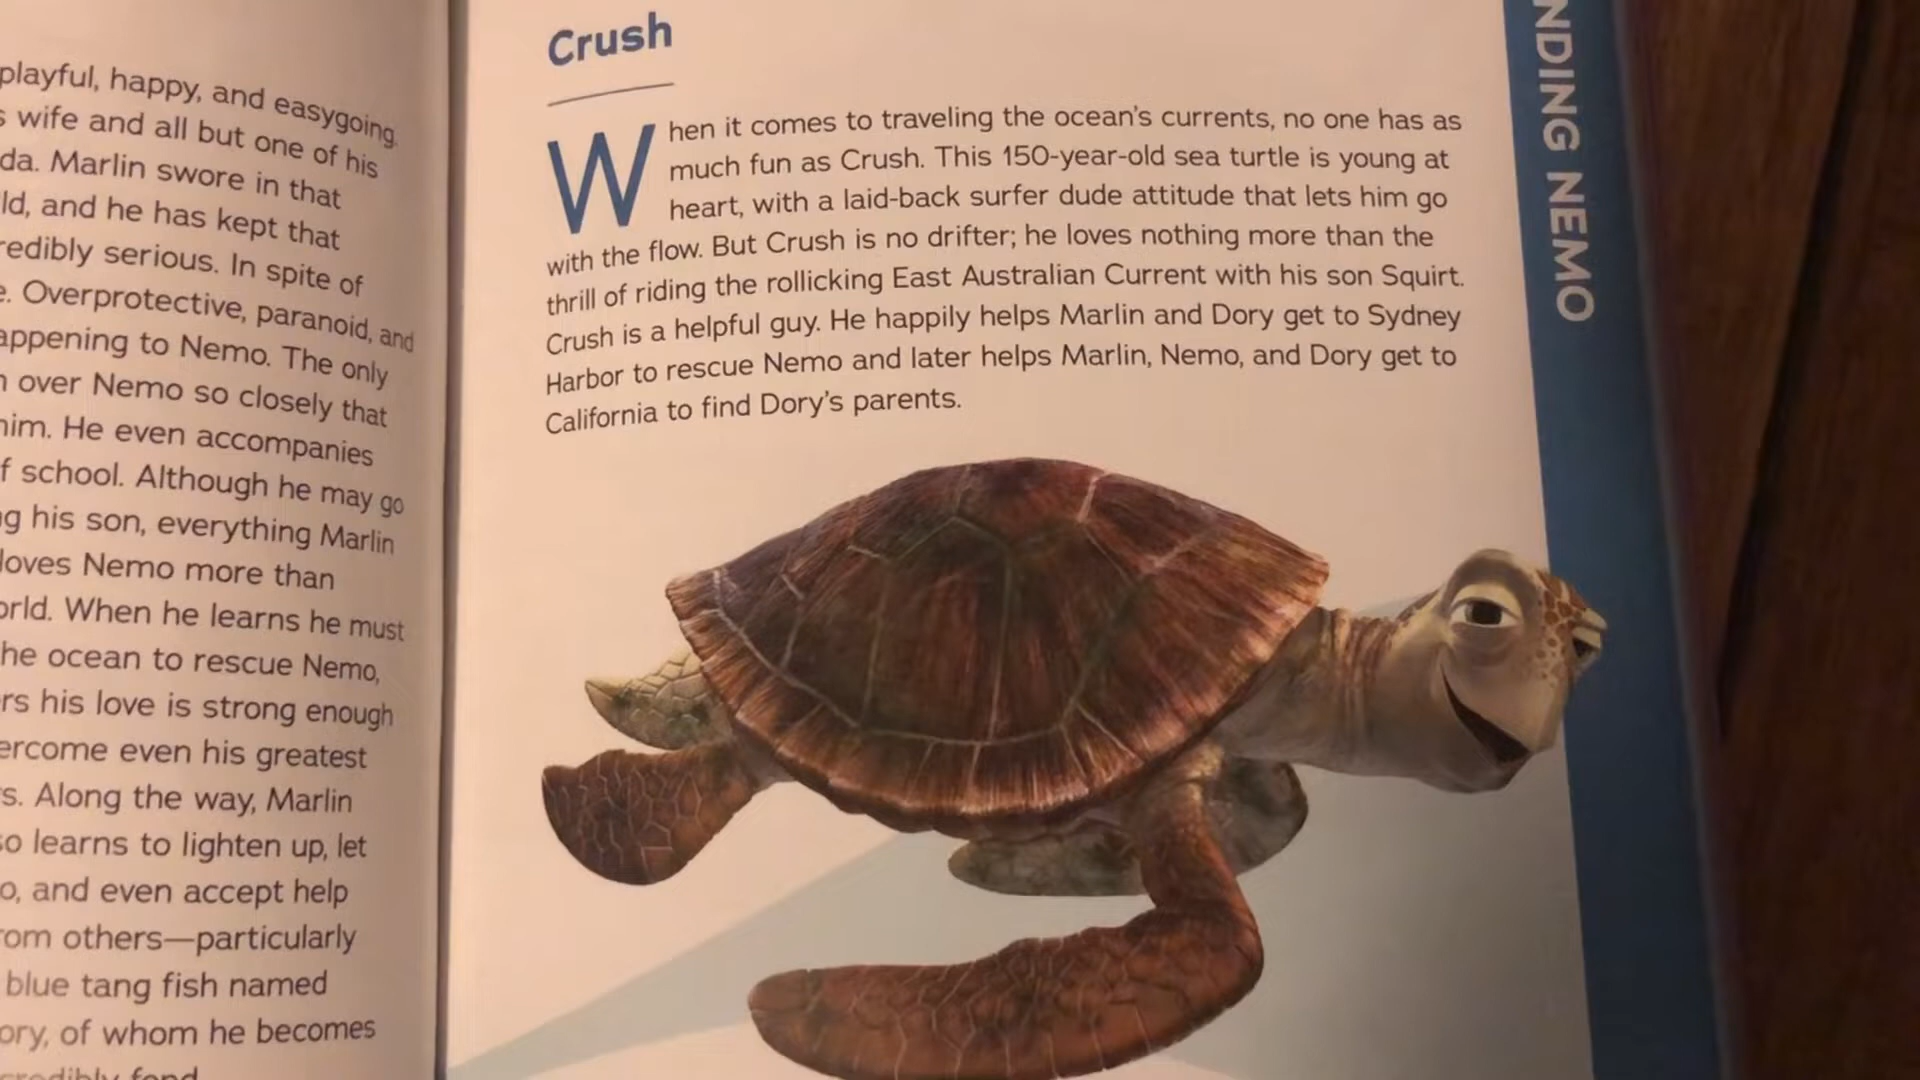 playful, happy, and easygoing.
wife and all but one of his
Marlin swore in that
and he has kept that
serious. In spite of
Overprotective, paranoid, and
to Nemo. The only
over Nemo so closely that
him. He even accompanies
school. Although he may go
his son, everything Marlin
loves Nemo more than
When he learns he must
he ocean to rescue Nemo,
his love is strong enough
even his greatest
Along the way, Marlin
learns to lighten up, let
and even accept help
others—particularly
blue tang fish named
of whom he becomes
fond
Crush
When it comes to traveling the ocean's currents, no one has as
much fun as Crush. This 150-year-old sea turtle is young at
heart, with a laid-back surfer dude attitude that lets him go
with the flow. But Crush is no drifter; he loves nothing more than the
thrill of riding the rollicking East Australian Current with his son Squirt.
Crush is a helpful guy. He happily helps Marlin and Dory get to Sydney
Harbor to rescue Nemo and later helps Marlin, Nemo, and Dory get to
California to find Dory's parents.
NDING NEMO